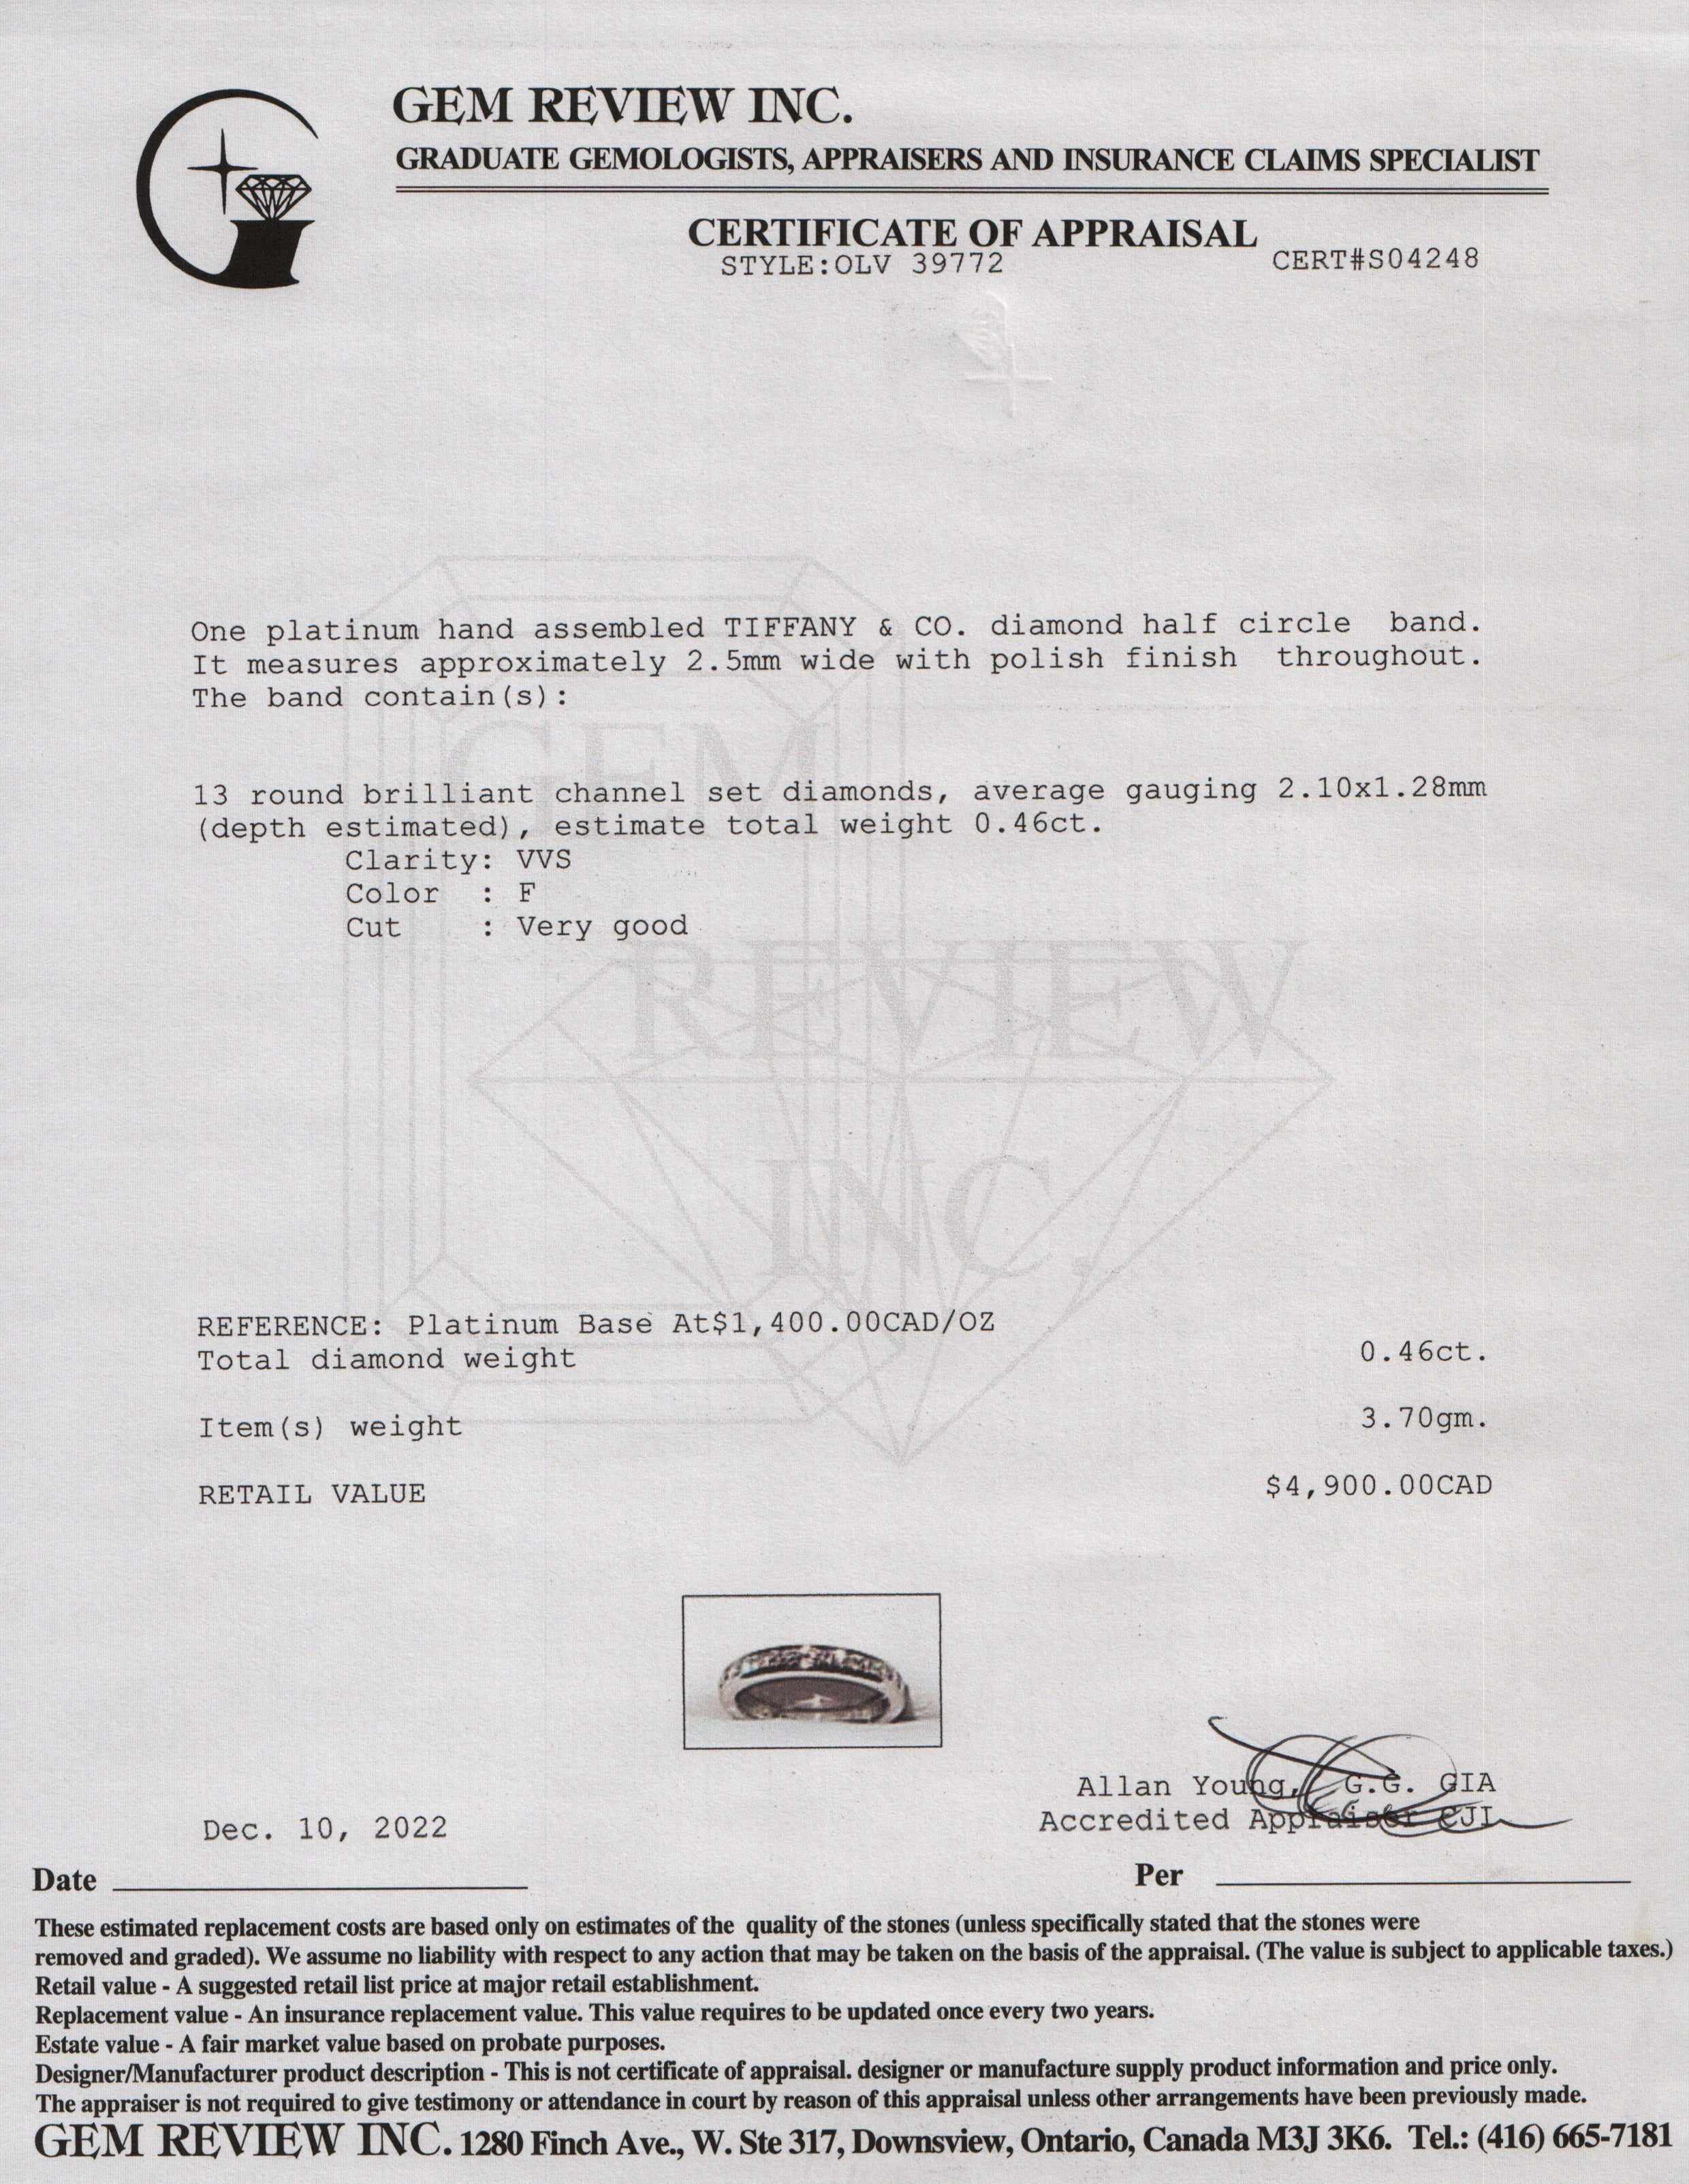 GEM REVIEW INC.
GRADUATE GEMOLOGISTS, APPRAISERS AND INSURANCE CLAIMS SPECIALIST
CERTIFICATE OF APPRAISAL
STYLE:OLV 39772
CERT#S04248
One platinum hand assembled TIFFANY & CO. diamond half circle band.
It measures approximately 2.5mm wide with polish finish throughout.
The band contain(s):
GEM
13 round brilliant channel set diamonds, average gauging 2.10x1.28mm
(depth estimated), estimate total weight 0.46ct.
Clarity: VVS
Color : F
Cut : Very good
REVIEW
INC.
REFERENCE: Platinum Base At$1,400.00CAD/OZ
Total diamond weight 0.46ct.
Item(s) weight 3.70gm.
RETAIL VALUE $4,900.00CAD
Allan Young, G.G. GIA
Accredited Appraiser CJI
Dec. 10, 2022
Date
Per
These estimated replacement costs are based only on estimates of the quality of the stones (unless specifically stated that the stones were
removed and graded). We assume no liability with respect to any action that may be taken on the basis of the appraisal. (The value is subject to applicable taxes.)
Retail value - A suggested retail list price at major retail establishment.
Replacement value - An insurance replacement value. This value requires to be updated once every two years.
Estate value - A fair market value based on probate purposes.
Designer/Manufacturer product description - This is not certificate of appraisal. designer or manufacture supply product information and price only.
The appraiser is not required to give testimony or attendance in court by reason of this appraisal unless other arrangements have been previously made.
GEM REVIEW INC. 1280 Finch Ave., W. Ste 317, Downsview, Ontario, Canada M3J 3K6. Tel.: (416) 665-7181